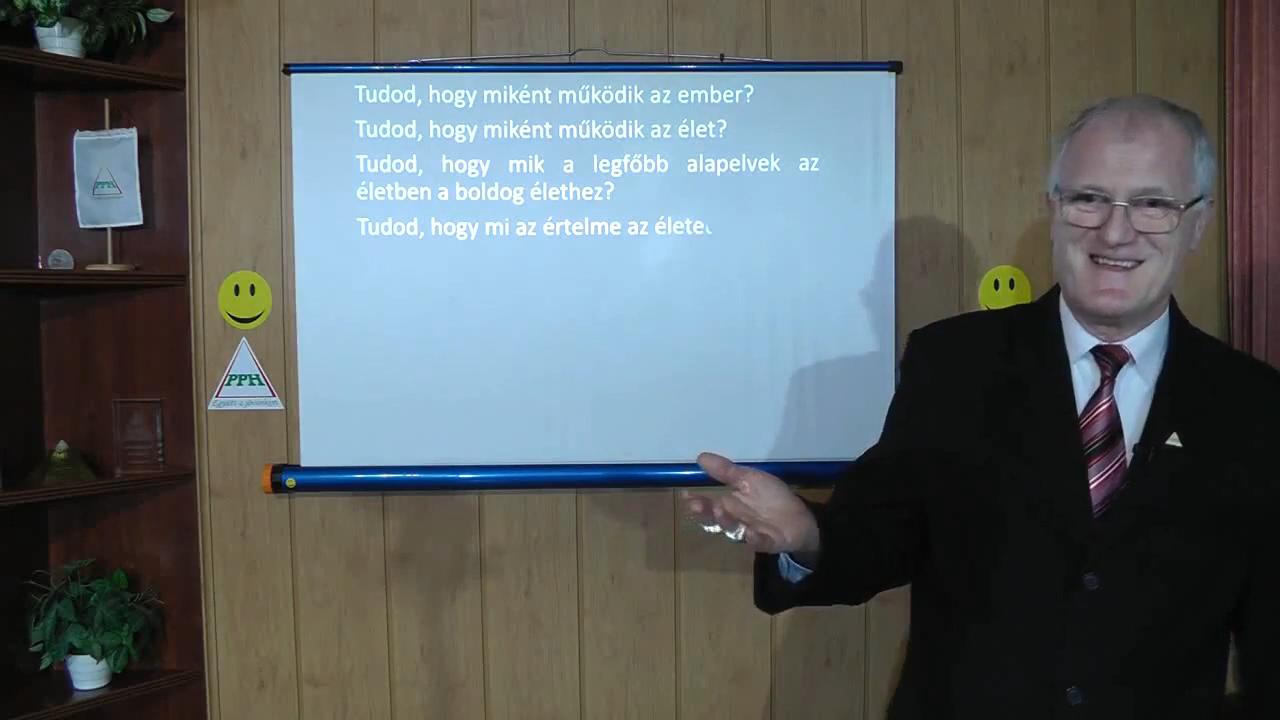 Tudod, hogy miként működik az ember?
Tudod, hogy miként működik az élet?
Tudod, hogy mik a legfőbb alapelvek az
életben a boldog élethez?
Tudod, hogy mi az értelme az élete
PPH